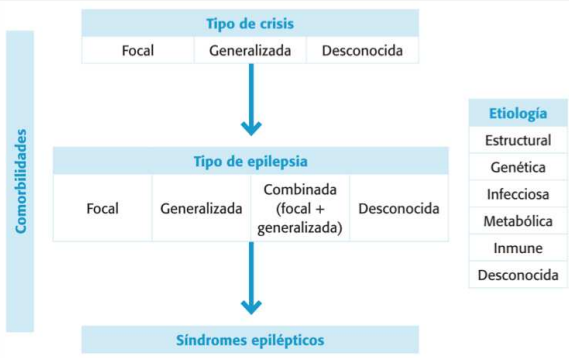 Comorbilidades
Tipo de crisis
Focal
Generalizada
Desconocida
Tipo de epilepsia
Focal
Generalizada
Combinada
(focal +
generalizada)
Desconocida
Síndromes epilépticos
Etiología
Estructural
Genética
Infecciosa
Metabólica
Inmune
Desconocida